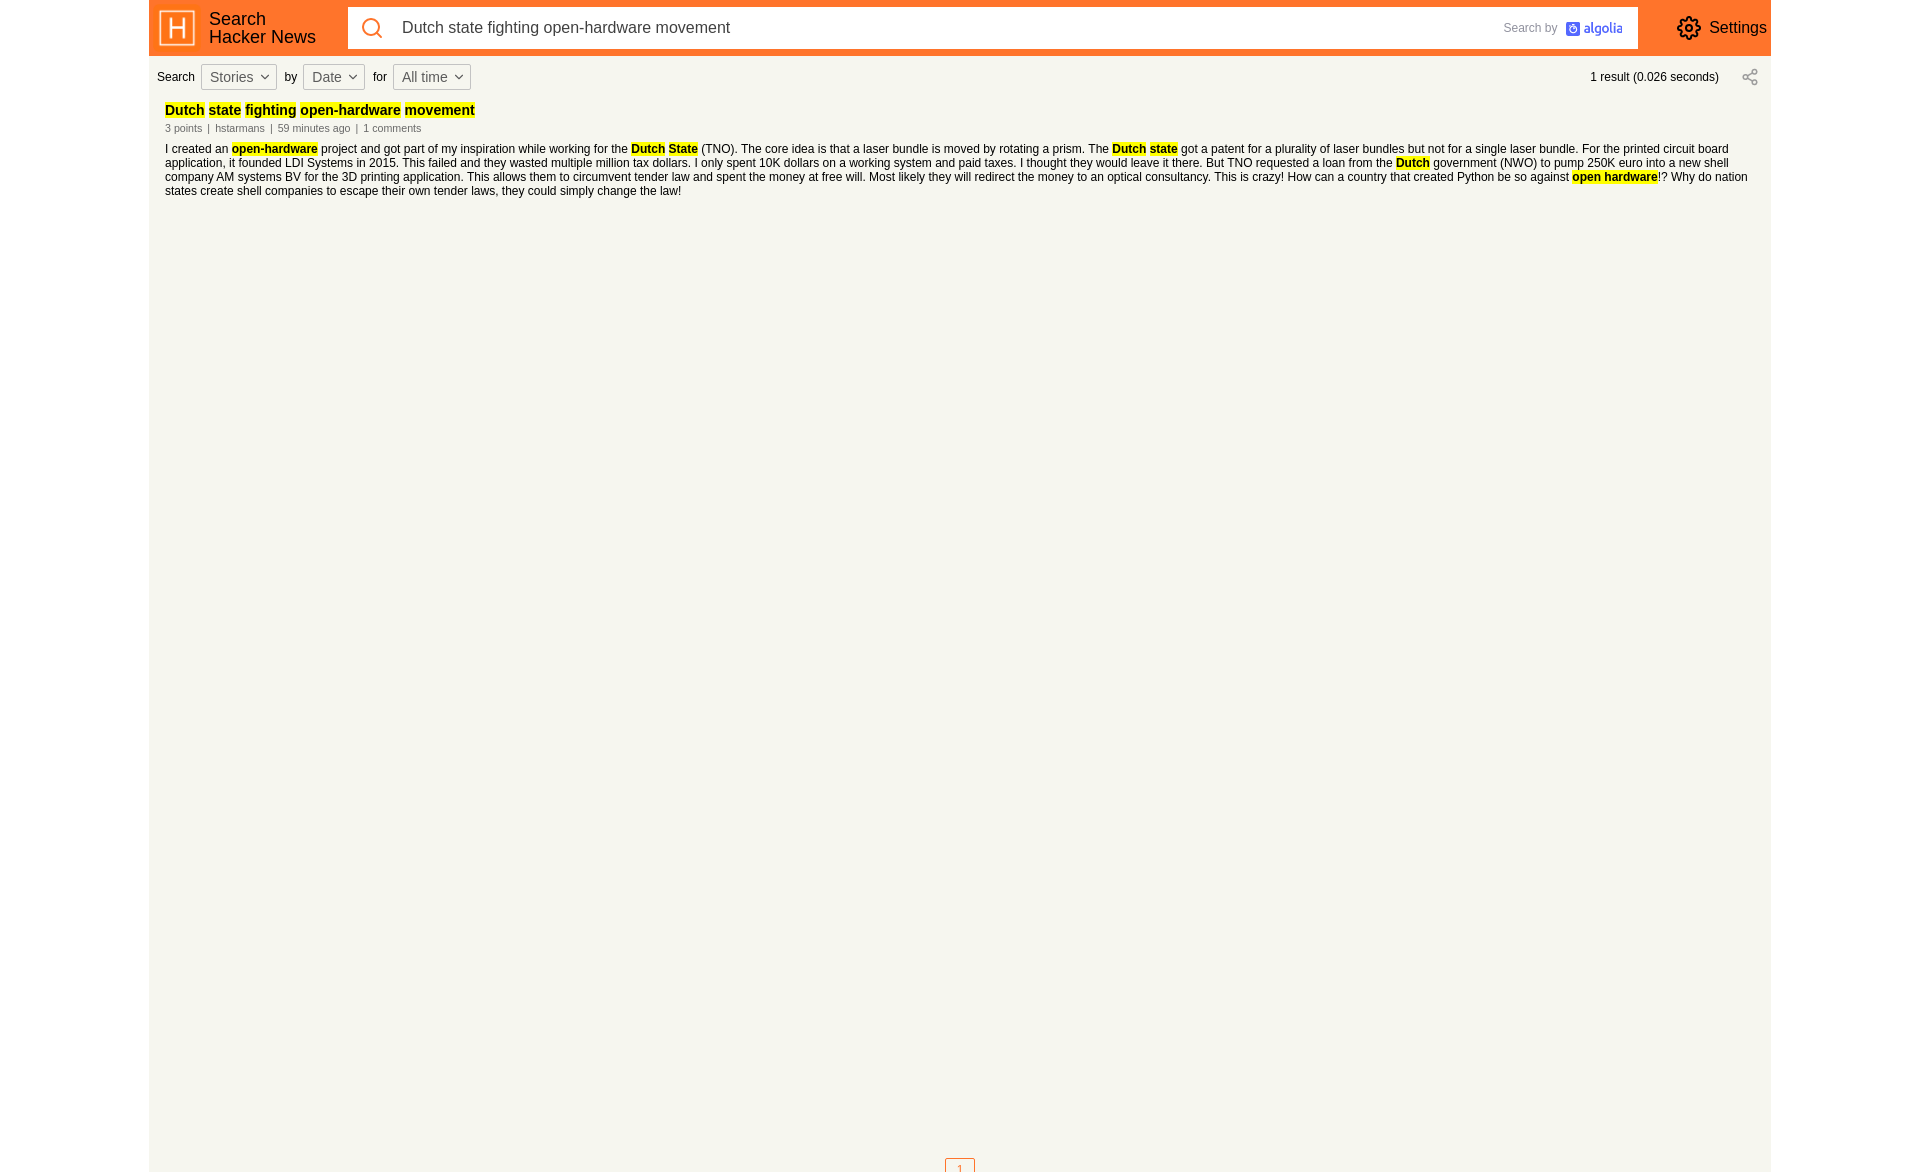 Search
Hacker News
Dutch state fighting open-hardware movement
Search by algolia
Settings
Search Stories by Date for All time
1 result (0.026 seconds)
Dutch state fighting open-hardware movement
3 points | hstarmans | 59 minutes ago | 1 comments
I created an open-hardware project and got part of my inspiration while working for the Dutch State (TNO). The core idea is that a laser bundle is moved by rotating a prism. The Dutch state got a patent for a plurality of laser bundles but not for a single laser bundle. For the printed circuit board
application, it founded LDI Systems in 2015. This failed and they wasted multiple million tax dollars. I only spent 10K dollars on a working system and paid taxes. I thought they would leave it there. But TNO requested a loan from the Dutch government (NWO) to pump 250K euro into a new shell
company AM systems BV for the 3D printing application. This allows them to circumvent tender law and spent the money at free will. Most likely they will redirect the money to an optical consultancy. This is crazy! How can a country that created Python be so against open hardware!? Why do nation
states create shell companies to escape their own tender laws, they could simply change the law!
1